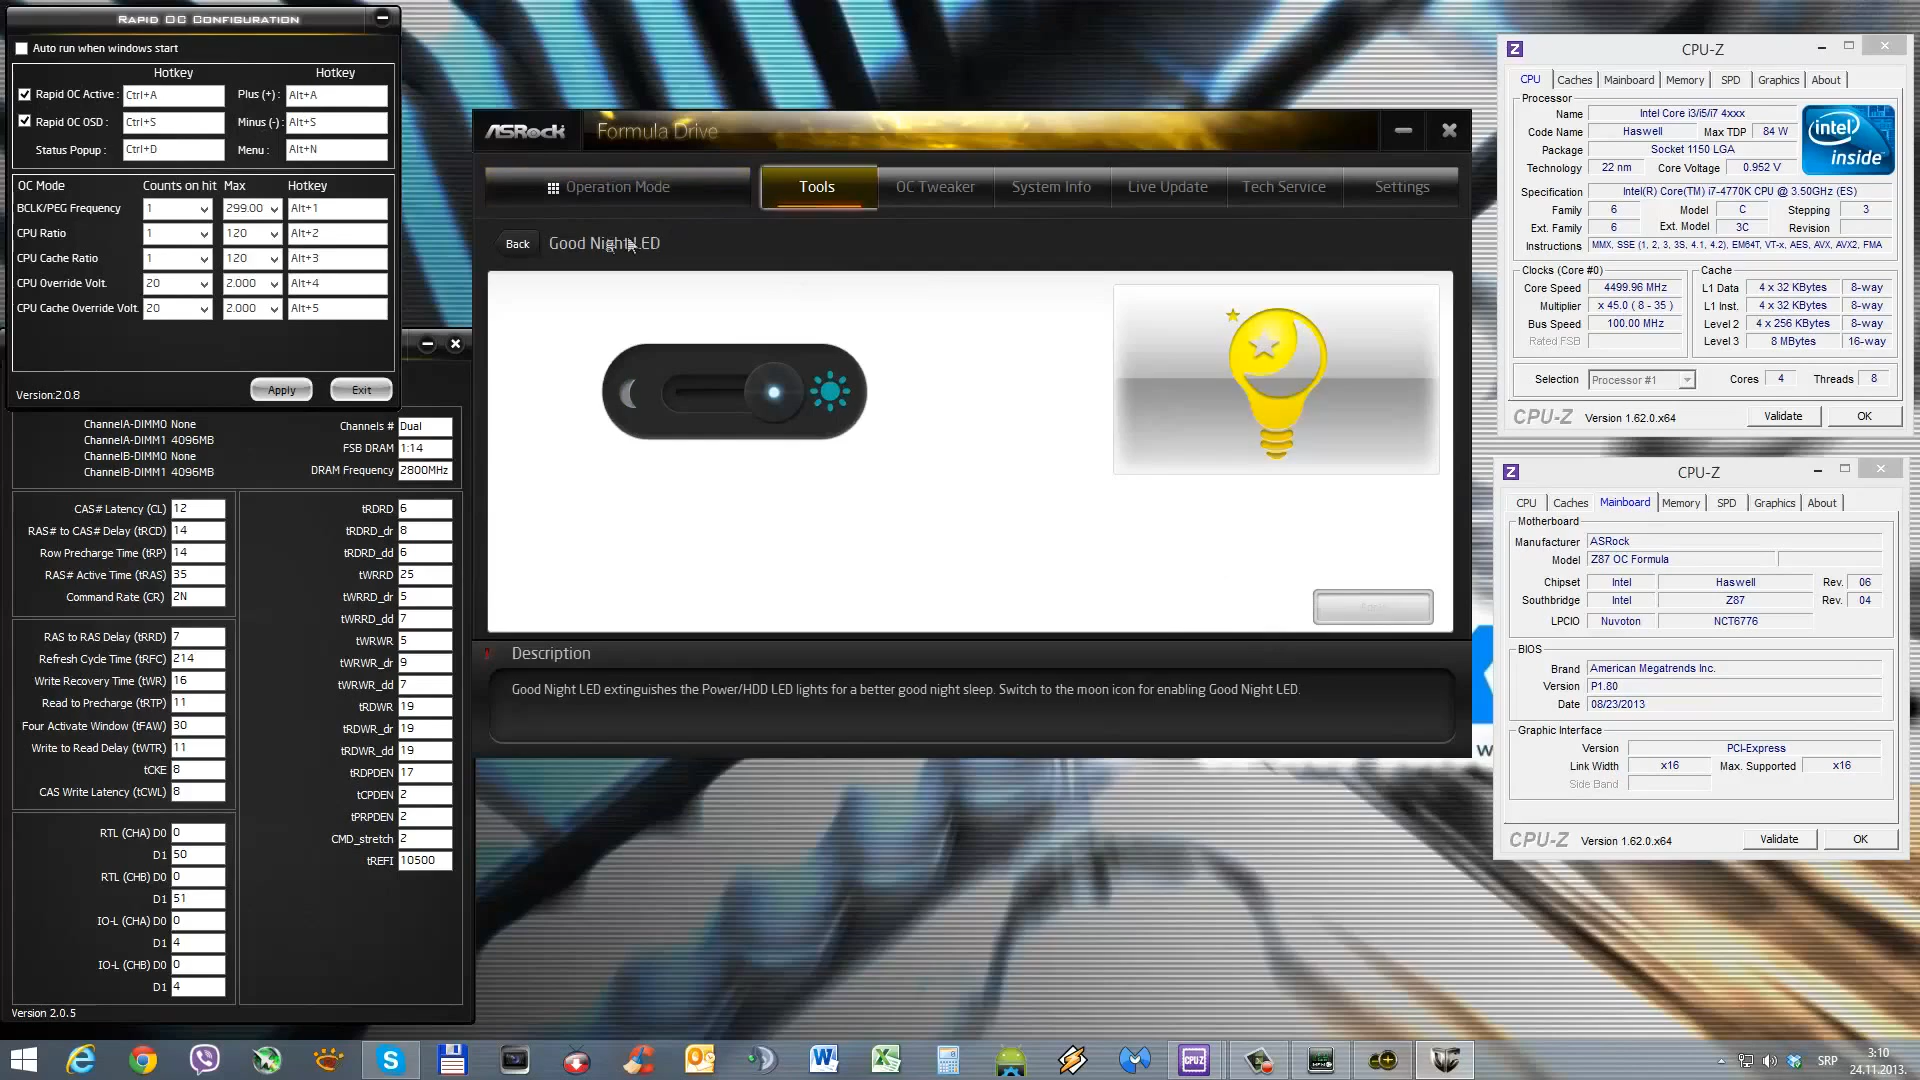 Rapid OC Configuration
Auto run when windows start
Hotkey Hotkey
Rapid OC Active : Ctrl+A Plus (+) : Alt+A
Rapid OC OSD : Ctrl+S Minus (-) : Alt+S
Status Popup : Ctrl+D Menu : Alt+N
OC Mode Counts on hit Max Hotkey
BCLK/PEG Frequency 1 299.00 Alt+1
CPU Ratio 1 120 Alt+2
CPU Cache Ratio 1 120 Alt+3
CPU Override Volt. 20 2.000 Alt+4
CPU Cache Override Volt. 20 2.000 Alt+5
Version:2.0.8 Apply Exit
ChannelA-DIMM0 None
ChannelA-DIMM1 4096MB
ChannelB-DIMM0 None
ChannelB-DIMM1 4096MB
Channels # Dual
FSB DRAM 1:14
DRAM Frequency 2800MHz
CAS# Latency (CL) 12
RAS# to CAS# Delay (tRCD) 14
Row Precharge Time (tRP) 14
RAS# Active Time (tRAS) 35
Command Rate (CR) 2N
RAS to RAS Delay (tRRD) 7
Refresh Cycle Time (tRFC) 214
Write Recovery Time (tWR) 16
Read to Precharge (tRTP) 11
Four Activate Window (tFAW) 30
Write to Read Delay (tWTR) 11
tCKE 8
CAS Write Latency (tCWL) 8
RTL (CHA) D0 0
D1 50
RTL (CHB) D0 0
D1 51
IO-L (CHA) D0 0
D1 4
IO-L (CHB) D0 0
D1 4
tRDRD 6
tRDRD_dr 8
tRDRD_dd 6
tWRRD 25
tWRRD_dr 5
tWRRD_dd 7
tWRWR 5
tWRWR_dr 9
tWRWR_dd 7
tRDWR 19
tRDWR_dr 19
tRDWR_dd 19
tRDPDEN 17
tCPDEN 2
tPRPDEN 2
CMD_stretch 2
tREFI 10500
Version 2.0.5
ASRock Formula Drive
Operation Mode Tools OC Tweaker System Info Live Update Tech Service Settings
Back Good Night LED
Description
Good Night LED extinguishes the Power/HDD LED lights for a better good night sleep. Switch to the moon icon for enabling Good Night LED.
Z CPU-Z
CPU Caches Mainboard Memory SPD Graphics About
Processor
Name Intel Core i3/i5/i7 4xxx
Code Name Haswell Max TDP 84 W
Package Socket 1150 LGA
Technology 22 nm Core Voltage 0.952 V
intel inside
Specification Intel(R) Core(TM) i7-4770K CPU @ 3.50GHz (ES)
Family 6 Model C Stepping 3
Ext. Family 6 Ext. Model 3C Revision
Instructions MMX, SSE (1, 2, 3, 3S, 4.1, 4.2), EM64T, VT-x, AES, AVX, AVX2, FMA
Clocks (Core #0) Cache
Core Speed 4499.96 MHz L1 Data 4 x 32 KBytes 8-way
Multiplier x 45.0 ( 8 - 35 ) L1 Inst. 4 x 32 KBytes 8-way
Bus Speed 100.00 MHz Level 2 4 x 256 KBytes 8-way
Rated FSB Level 3 8 MBytes 16-way
Selection Processor #1 Cores 4 Threads 8
CPU-Z Version 1.62.0.x64 Validate OK
Z CPU-Z
CPU Caches Mainboard Memory SPD Graphics About
Motherboard
Manufacturer ASRock
Model Z87 OC Formula
Chipset Intel Haswell Rev. 06
Southbridge Intel Z87 Rev. 04
LPCIO Nuvoton NCT6776
BIOS
Brand American Megatrends Inc.
Version P1.80
Date 08/23/2013
Graphic Interface
Version PCI-Express
Link Width x16 Max. Supported x16
Side Band
CPU-Z Version 1.62.0.x64 Validate OK
SRP 3:10
24.11.2013.